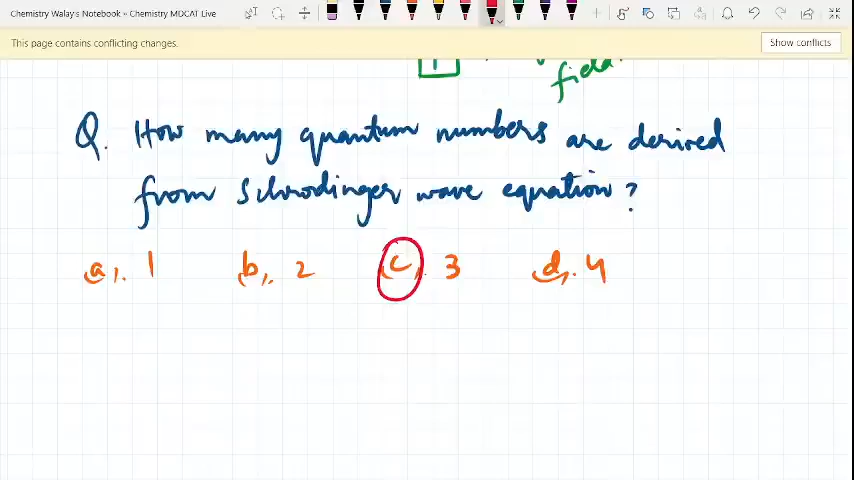 Chemistry Walay's Notebook » Chemistry MDCAT Live
This page contains conflicting changes.
Show conflicts
field.
Q. How many quantum numbers are derived
from Schrodinger wave equation?
a). 1 b). 2 c). 3 d). 4